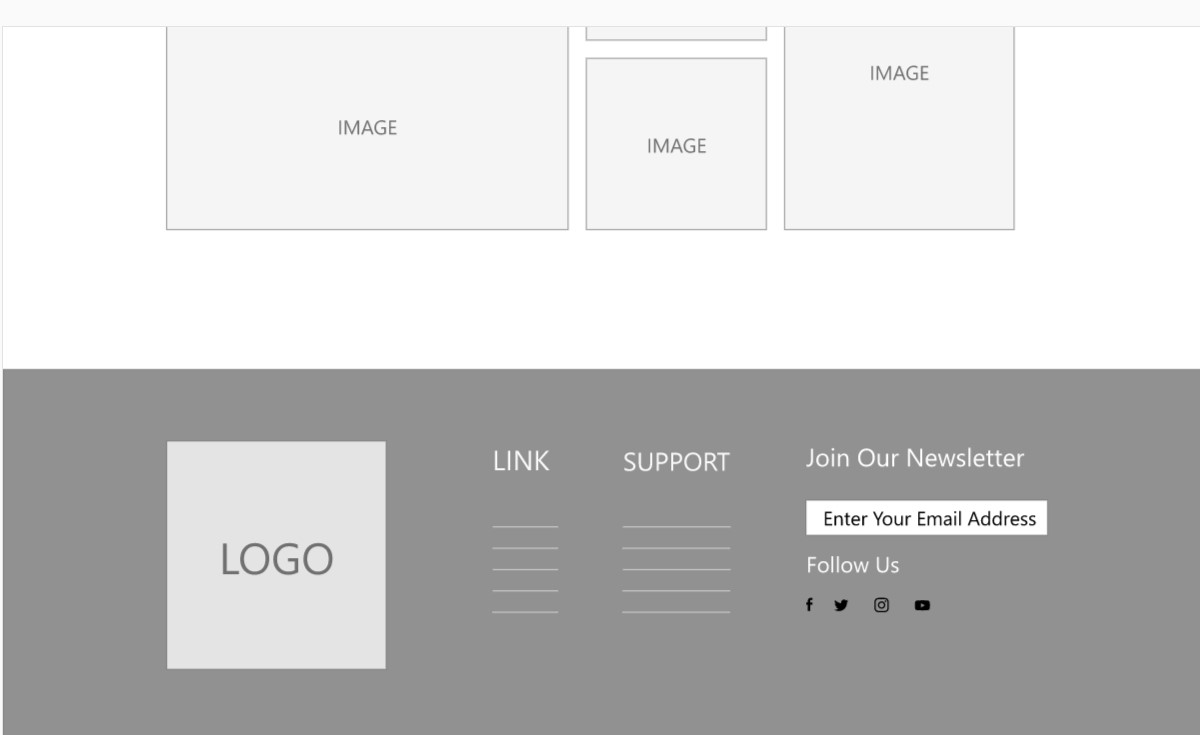 IMAGE
IMAGE
IMAGE
LOGO
LINK
SUPPORT
Join Our Newsletter
Enter Your Email Address
Follow Us